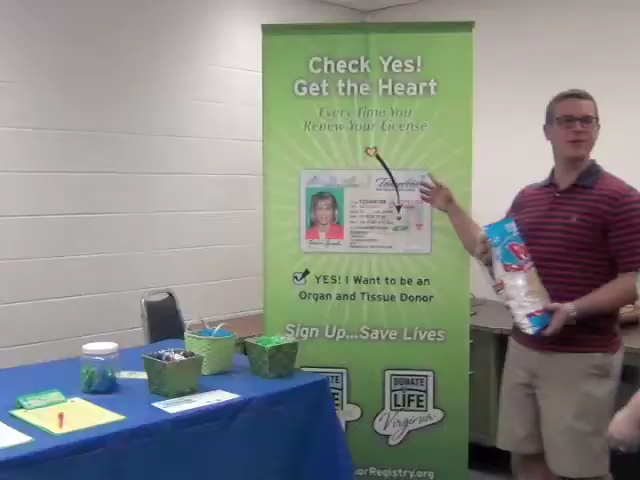 Check Yes!
Get the Heart
Every Time You
Renew Your License
YES! I Want to be an
Organ and Tissue Donor
Sign Up...Save Lives
DONATE
LIFE
Virginia
orRegistry.org